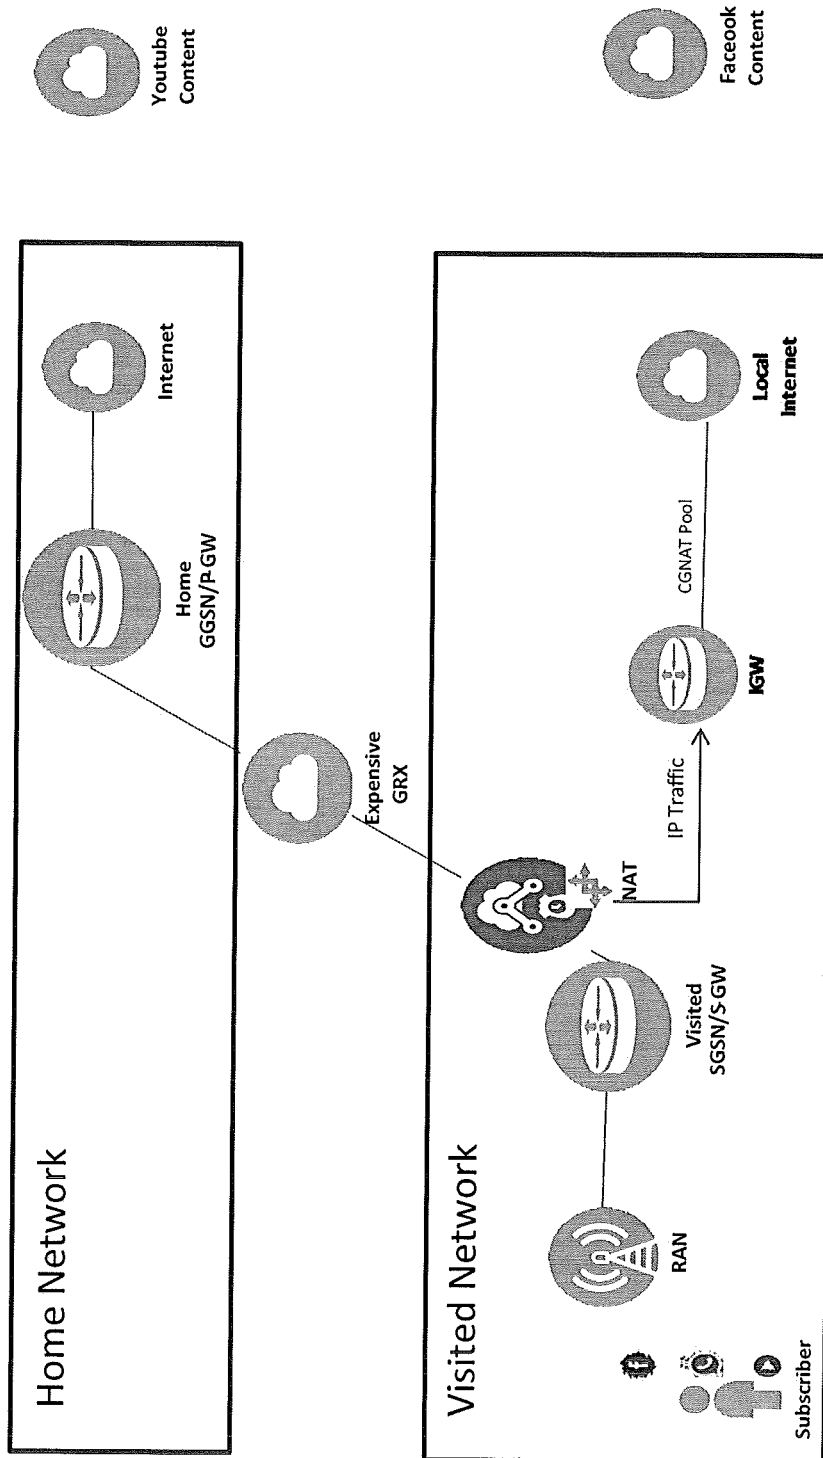 Home Network
Home
GGSN/P-GW
Internet
Youtube
Content
Expensive
GRX
Visited Network
Subscriber
RAN
Visited
SGSN/S-GW
NAT
IP Traffic
IGW
CGNAT Pool
Local
Internet
Faceook
Content